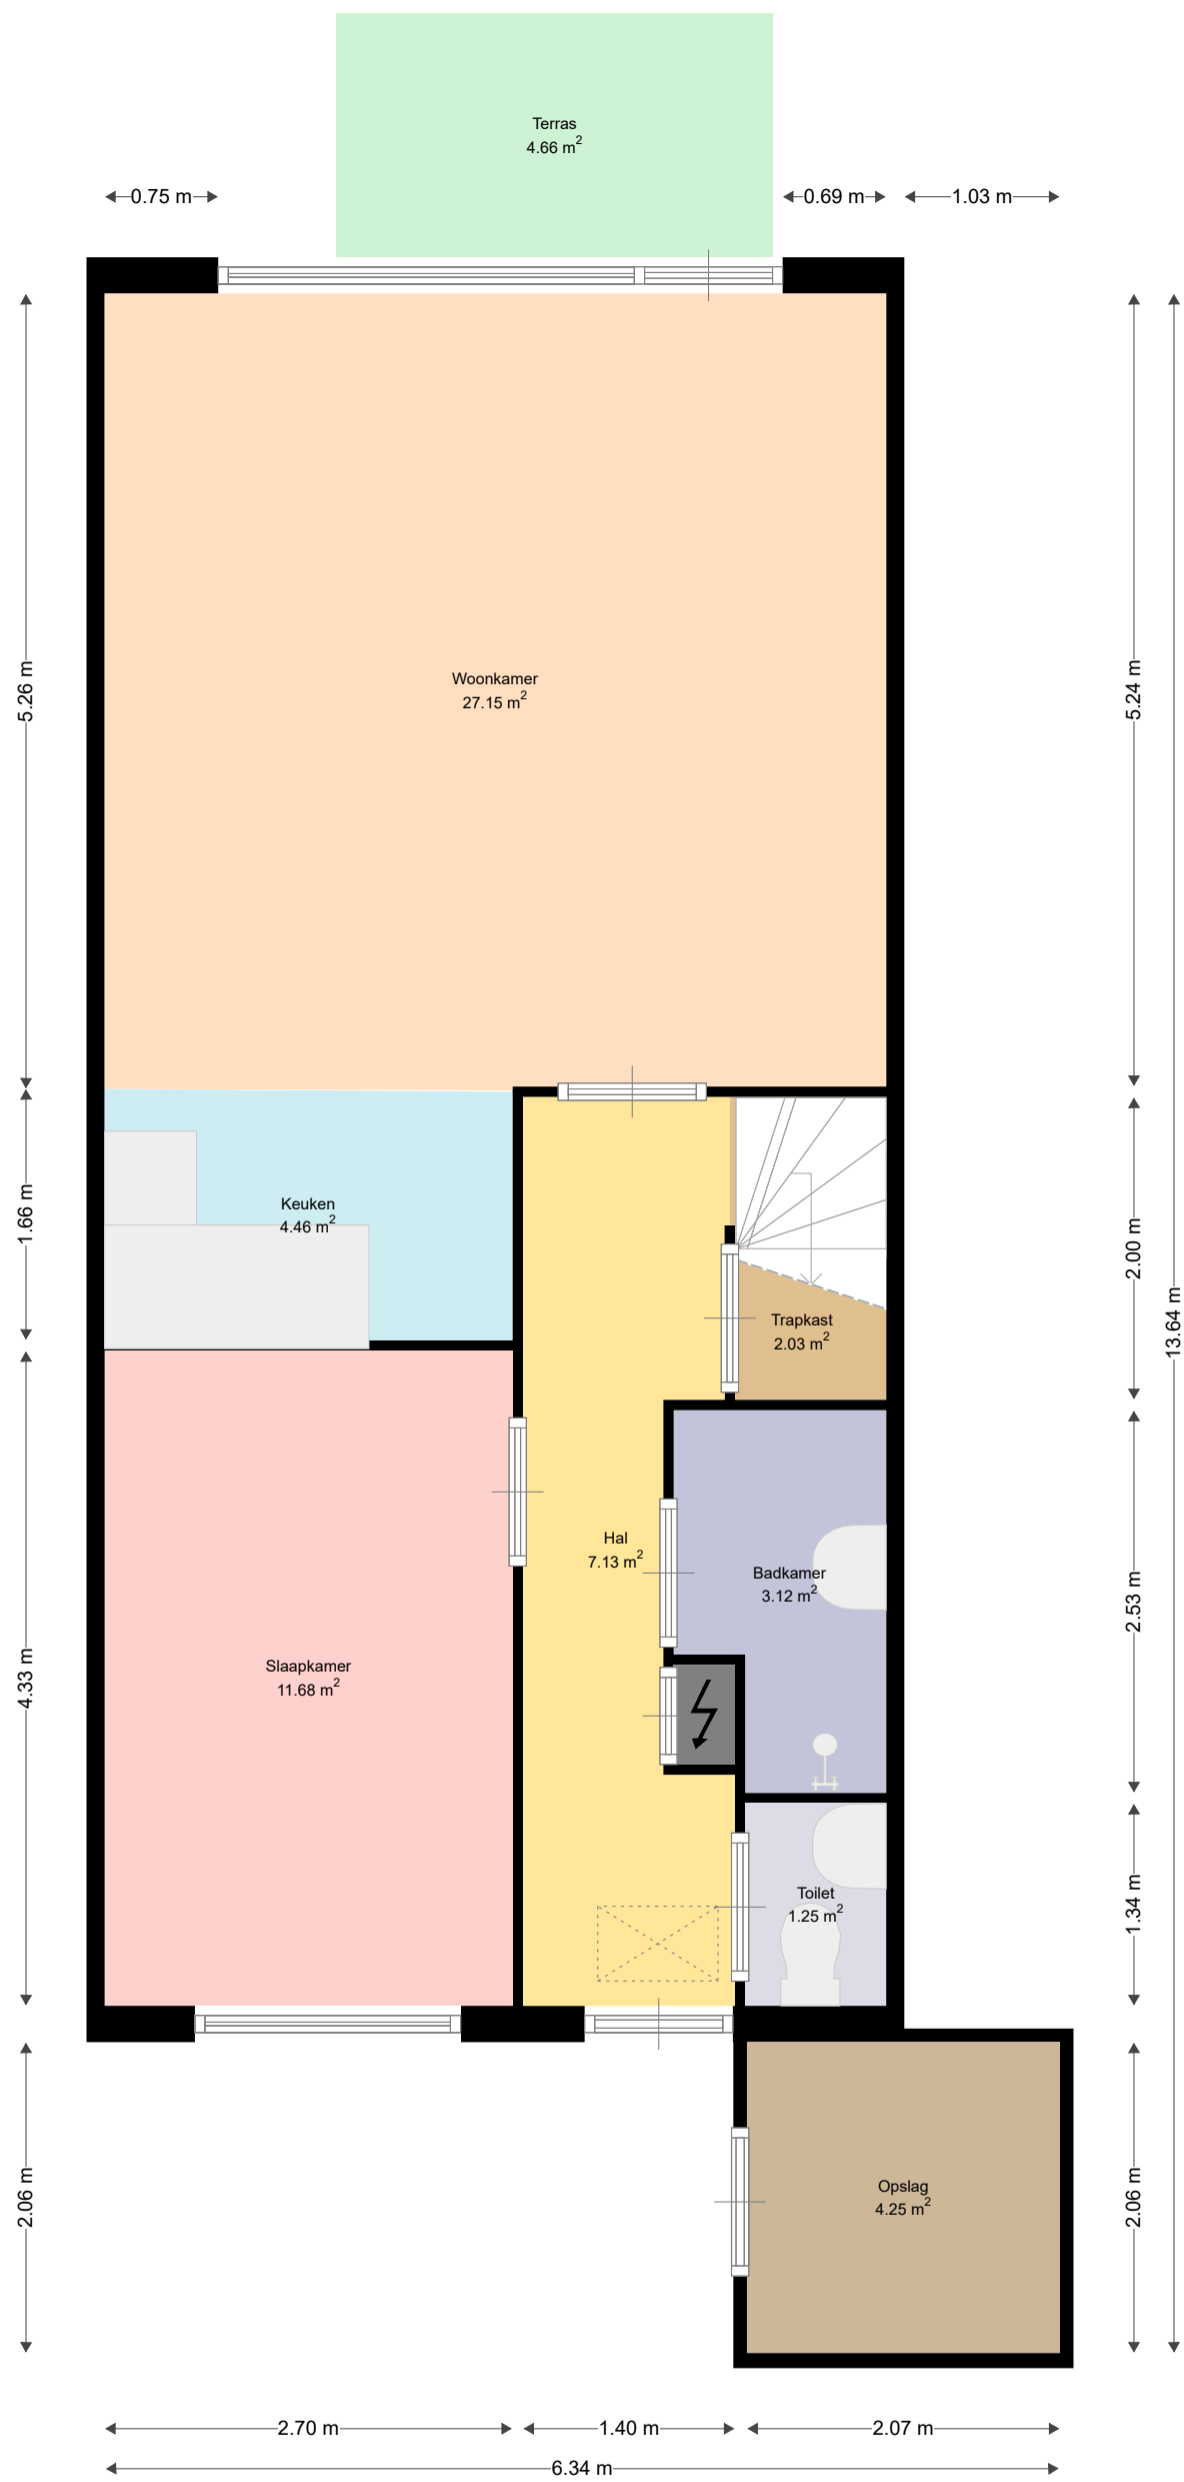 Terras
4.66 m²
0.75 m
0.69 m
1.03 m
5.26 m
5.24 m
Woonkamer
27.15 m²
1.66 m
Keuken
4.46 m²
2.00 m
13.64 m
Trapkast
2.03 m²
Hal
7.13 m²
Badkamer
3.12 m²
2.53 m
Slaapkamer
11.68 m²
4.33 m
Toilet
1.25 m²
1.34 m
2.06 m
Opslag
4.25 m²
2.06 m
2.70 m
1.40 m
2.07 m
6.34 m